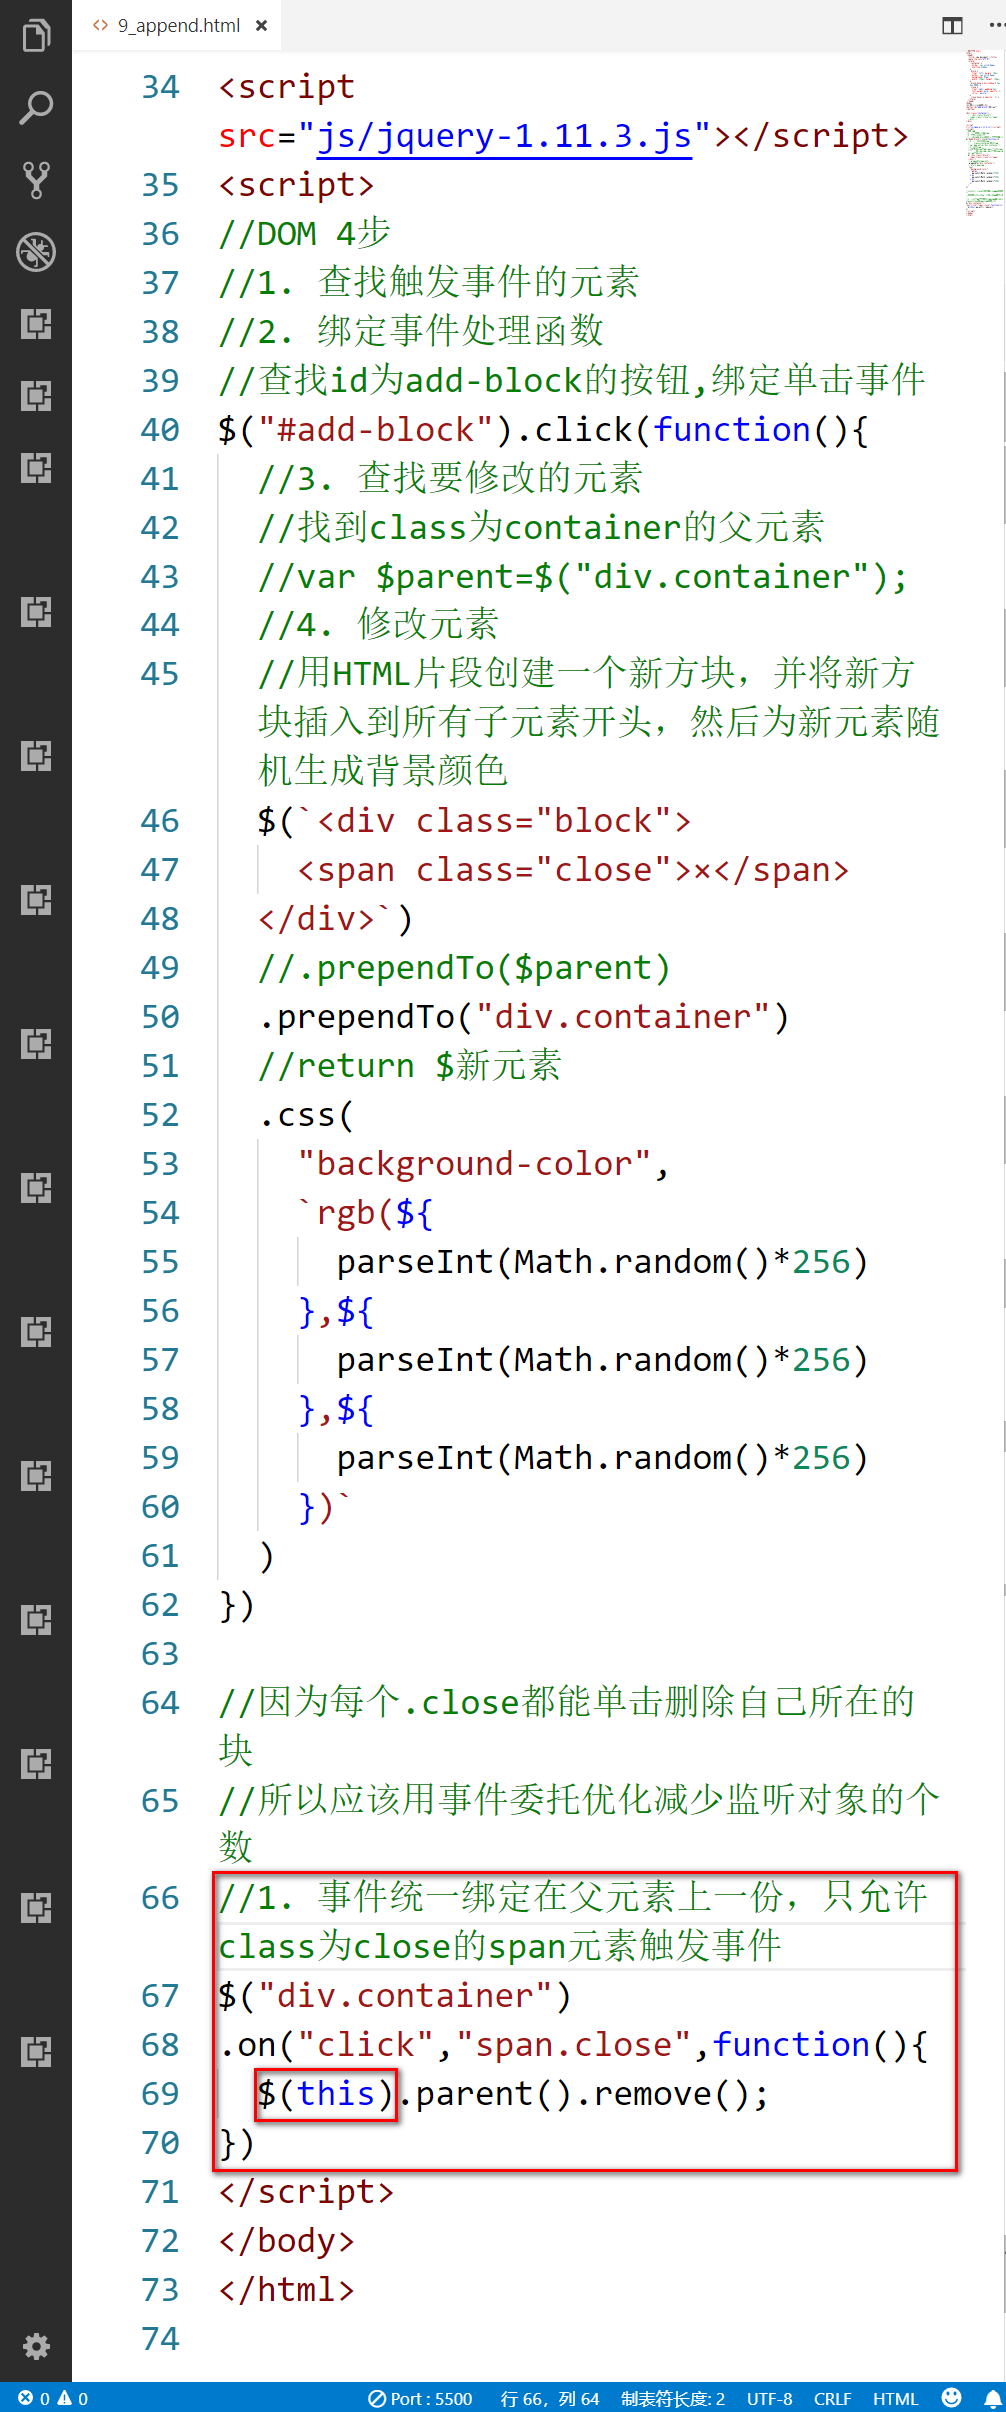 <> 9_append.html ×
34 <script
src="js/jquery-1.11.3.js"></script>
35 <script>
36 //DOM 4步
37 //1. 查找触发事件的元素
38 //2. 绑定事件处理函数
39 //查找id为add-block的按钮,绑定单击事件
40 $("#add-block").click(function(){
41 //3. 查找要修改的元素
42 //找到class为container的父元素
43 //var $parent=$("div.container");
44 //4. 修改元素
45 //用HTML片段创建一个新方块，并将新方
块插入到所有子元素开头，然后为新元素随
机生成背景颜色
46 $(`<div class="block">
47 <span class="close">×</span>
48 </div>`)
49 //.prependTo($parent)
50 .prependTo("div.container")
51 //return $新元素
52 .css(
53 "background-color",
54 `rgb(${
55 parseInt(Math.random()*256)
56 },${
57 parseInt(Math.random()*256)
58 },${
59 parseInt(Math.random()*256)
60 })`
61 )
62 })
63
64 //因为每个.close都能单击删除自己所在的
块
65 //所以应该用事件委托优化减少监听对象的个
数
66 //1. 事件统一绑定在父元素上一份，只允许
class为close的span元素触发事件
67 $("div.container")
68 .on("click","span.close",function(){
69 $(this).parent().remove();
70 })
71 </script>
72 </body>
73 </html>
74
0 0 Port : 5500 行 66，列 64 制表符长度: 2 UTF-8 CRLF HTML